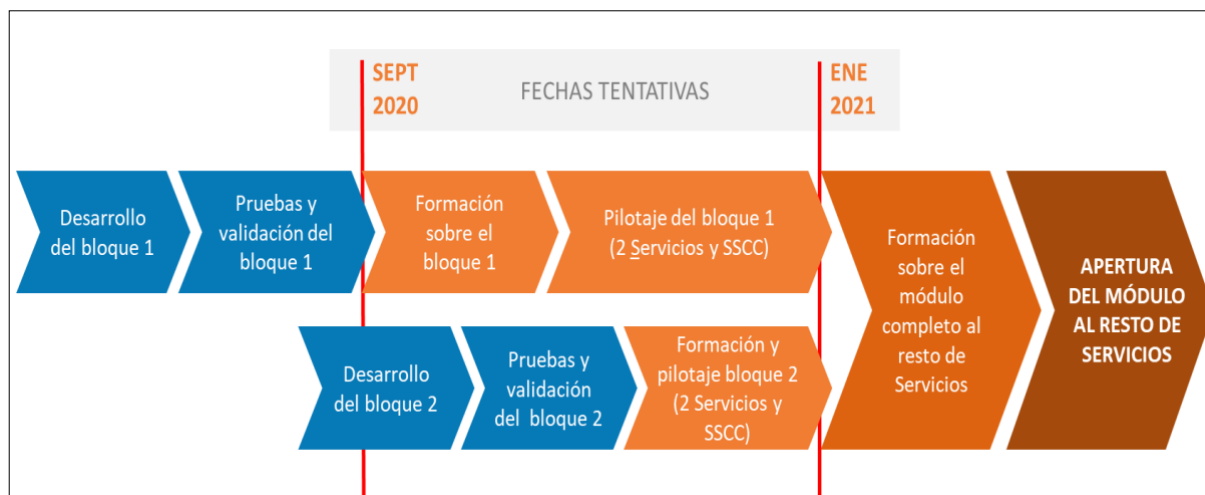 SEPT
2020
FECHAS TENTATIVAS
ENE
2021
Desarrollo
del bloque 1
Pruebas y
validación del
bloque 1
Formación
sobre el
bloque 1
Pilotaje del bloque 1
(2 Servicios y SSCC)
Desarrollo
del bloque 2
Pruebas y
validación
del bloque 2
Formación y
pilotaje bloque 2
(2 Servicios y
SSCC)
Formación
sobre el
módulo
completo al
resto de
Servicios
APERTURA
DEL MÓDULO
AL RESTO DE
SERVICIOS